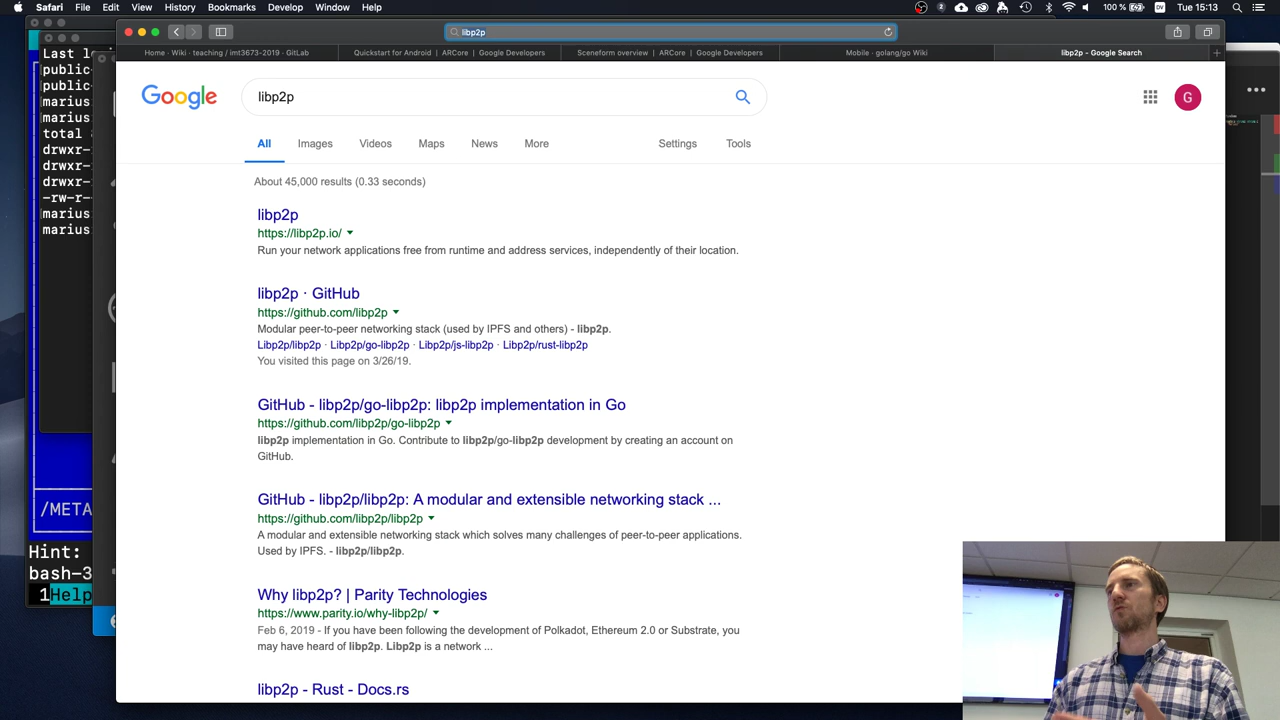 Safari File Edit View History Bookmarks Window Help
100 % Tue 15:13
libp2p
Home · Wiki · teaching / imt3673-2019 · GitLab
Quickstart for Android | ARCore | Google Developers
Sceneform overview | ARCore | Google Developers
Mobile · golang/go Wiki
libp2p - Google Search
Last l
public-
public-
marius
marius
total
drwxr-
drwxr-
drwxr-
-rw-r--
marius
marius
/META
Hint:
bash-3
1Help
Google
libp2p
G
All Images Videos Maps News More Settings Tools
About 45,000 results (0.33 seconds)
libp2p
https://libp2p.io/
Run your network applications free from runtime and address services, independently of their location.
libp2p · GitHub
https://github.com/libp2p
Modular peer-to-peer networking stack (used by IPFS and others) - libp2p.
Libp2p/libp2p · Libp2p/go-libp2p · Libp2p/js-libp2p · Libp2p/rust-libp2p
You visited this page on 3/26/19.
GitHub - libp2p/go-libp2p: libp2p implementation in Go
https://github.com/libp2p/go-libp2p
libp2p implementation in Go. Contribute to libp2p/go-libp2p development by creating an account on
GitHub.
GitHub - libp2p/libp2p: A modular and extensible networking stack ...
https://github.com/libp2p/libp2p
A modular and extensible networking stack which solves many challenges of peer-to-peer applications.
Used by IPFS. - libp2p/libp2p.
Why libp2p? | Parity Technologies
https://www.parity.io/why-libp2p/
Feb 6, 2019 - If you have been following the development of Polkadot, Ethereum 2.0 or Substrate, you
may have heard of libp2p. Libp2p is a network ...
libp2p - Rust - Docs.rs